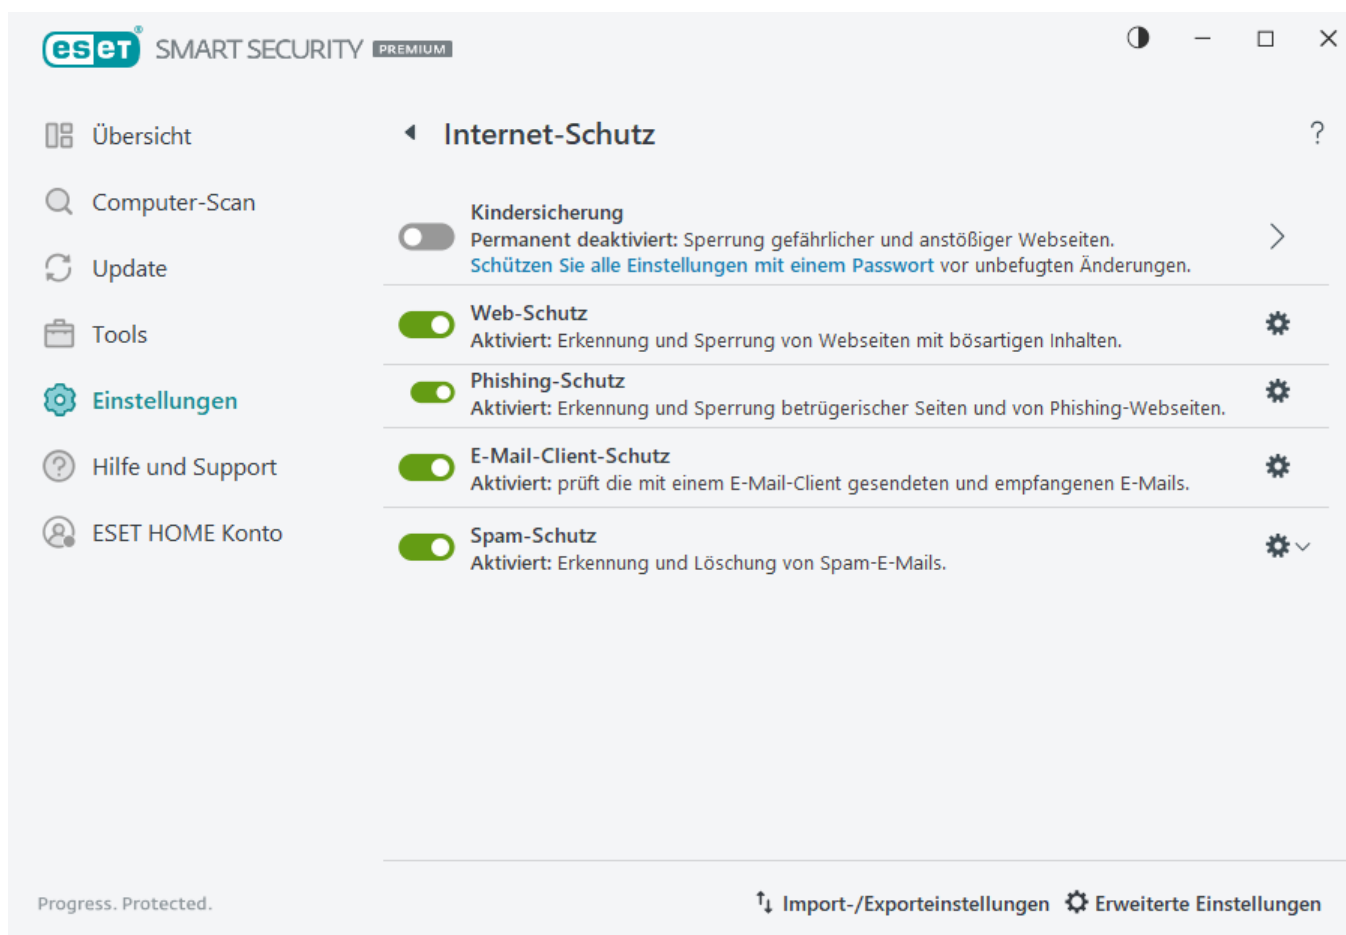 eset® SMART SECURITY PREMIUM
Übersicht
Computer-Scan
Update
Tools
Einstellungen
Hilfe und Support
ESET HOME Konto
Internet-Schutz
?
Kindersicherung
Permanent deaktiviert: Sperrung gefährlicher und anstößiger Webseiten.
Schützen Sie alle Einstellungen mit einem Passwort vor unbefugten Änderungen.
Web-Schutz
Aktiviert: Erkennung und Sperrung von Webseiten mit bösartigen Inhalten.
Phishing-Schutz
Aktiviert: Erkennung und Sperrung betrügerischer Seiten und von Phishing-Webseiten.
E-Mail-Client-Schutz
Aktiviert: prüft die mit einem E-Mail-Client gesendeten und empfangenen E-Mails.
Spam-Schutz
Aktiviert: Erkennung und Löschung von Spam-E-Mails.
Progress. Protected.
Import-/Exporteinstellungen
Erweiterte Einstellungen